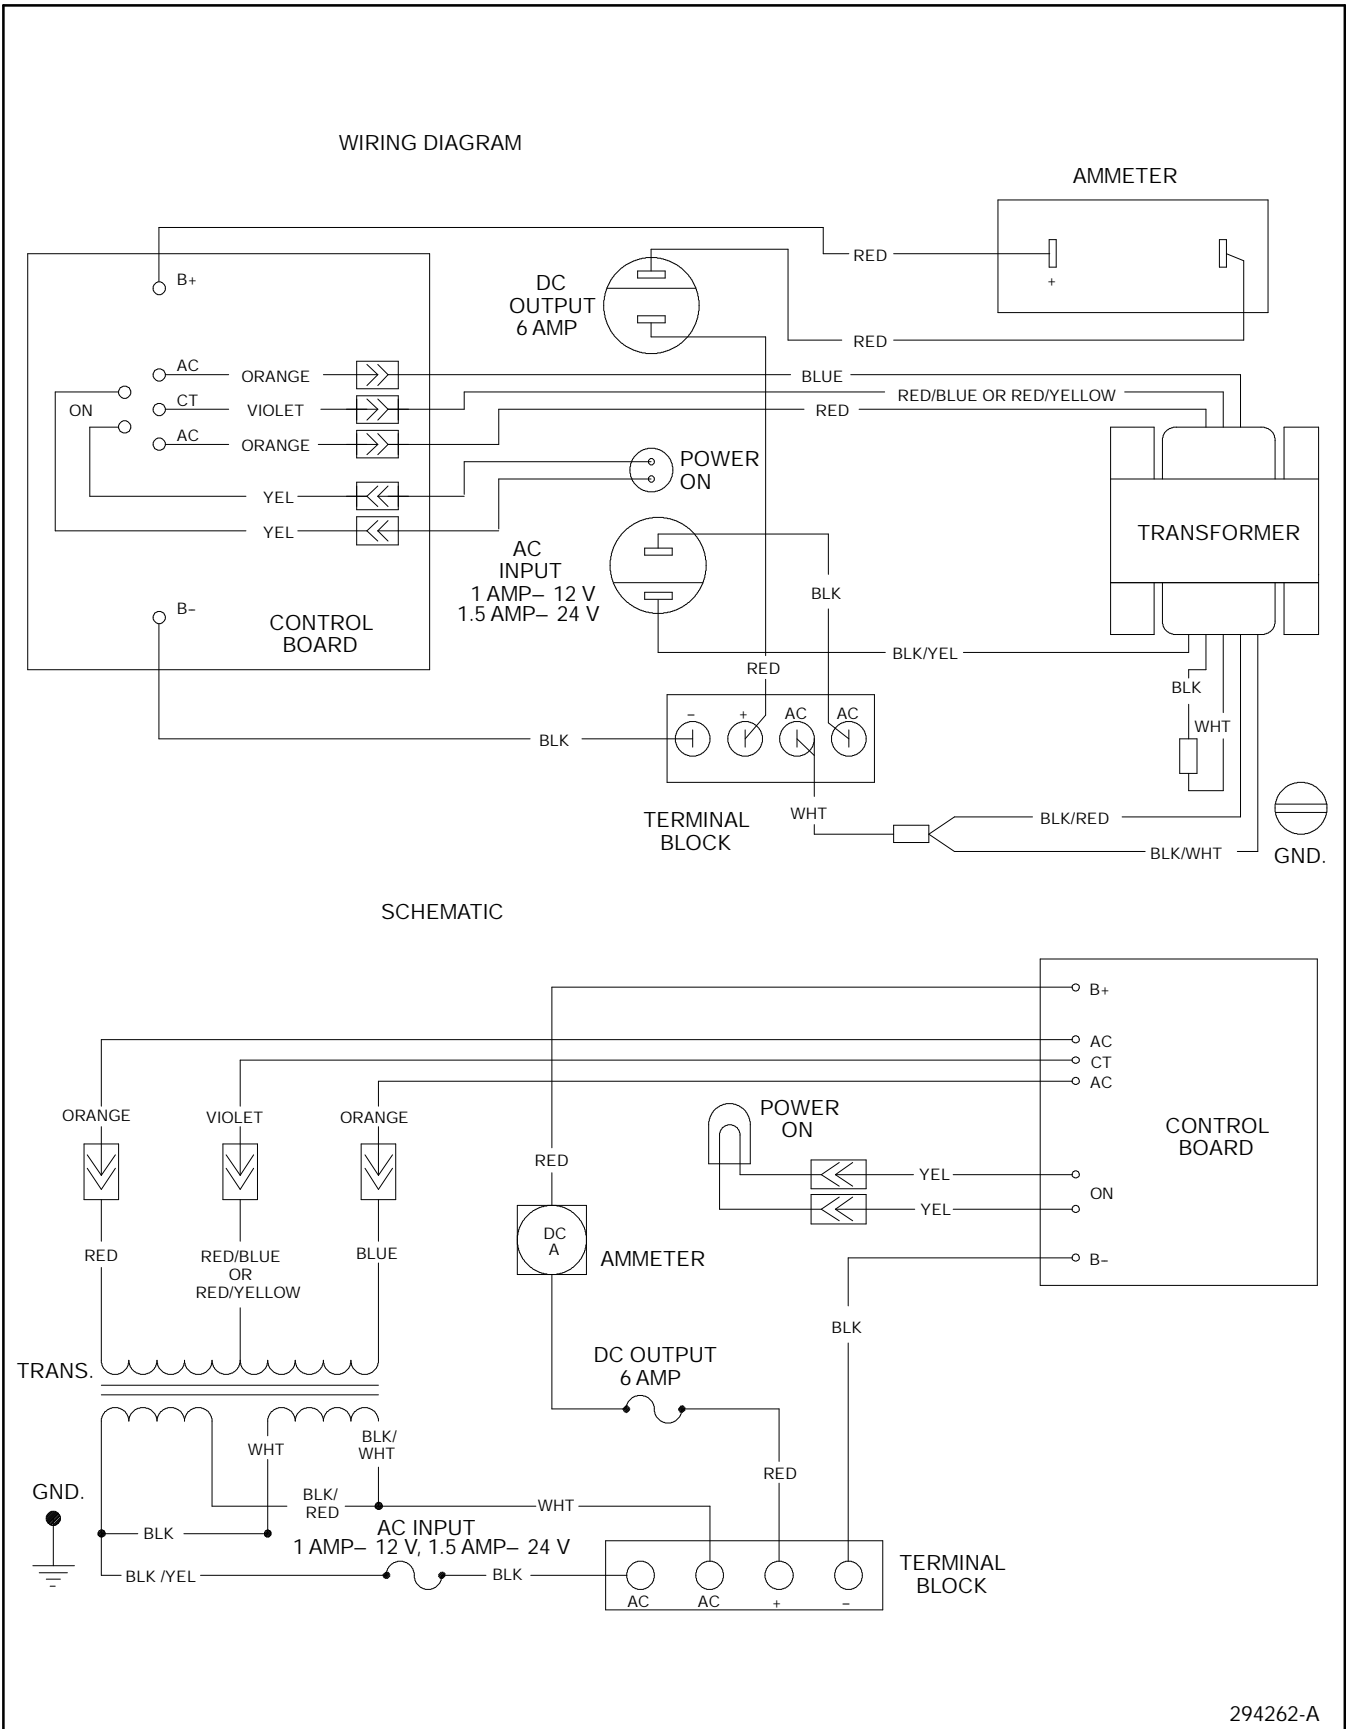 WIRING DIAGRAM
AMMETER
RED
+
B+
DC
OUTPUT
6 AMP
RED
AC
ORANGE
BLUE
CT
VIOLET
RED/BLUE OR RED/YELLOW
ON
AC
ORANGE
RED
POWER
ON
YEL
YEL
TRANSFORMER
AC
INPUT
1 AMP– 12 V
1.5 AMP– 24 V
BLK
B–
CONTROL
BOARD
BLK/YEL
RED
BLK
WHT
–
+
AC
AC
BLK
WHT
TERMINAL
BLOCK
BLK/RED
BLK/WHT
GND.
SCHEMATIC
B+
AC
CT
AC
ORANGE
VIOLET
ORANGE
POWER
ON
CONTROL
BOARD
RED
YEL
ON
YEL
DC
A
AMMETER
RED
RED/BLUE
OR
RED/YELLOW
BLUE
B–
BLK
TRANS.
DC OUTPUT
6 AMP
WHT
BLK/
WHT
RED
GND.
BLK/
RED
WHT
BLK
AC INPUT
1 AMP– 12 V, 1.5 AMP– 24 V
BLK /YEL
BLK
AC
AC
+
–
TERMINAL
BLOCK
294262-A